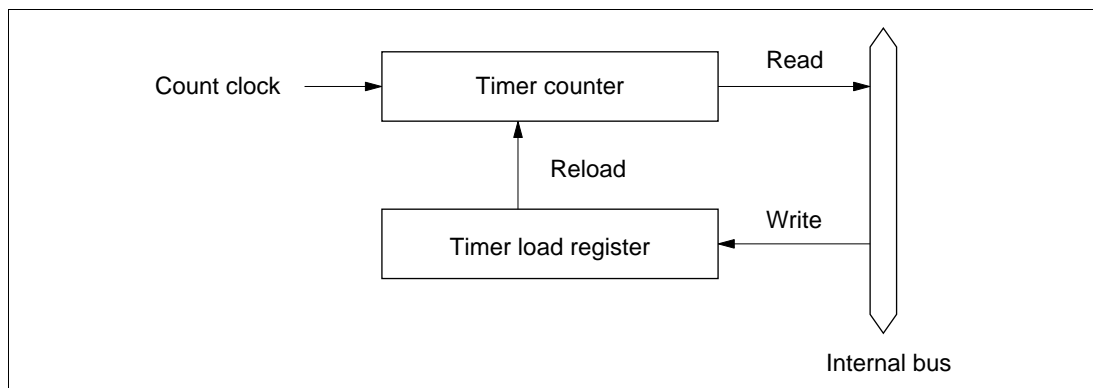 Read
Count clock
Timer counter
Reload
Write
Timer load register
Internal bus